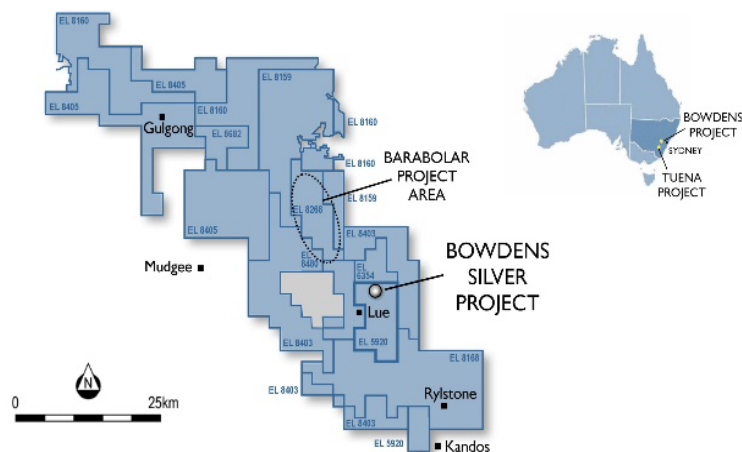 EL 8160
EL 8405
EL 8405
EL 8160
EL 8159
Gulgong
EL 8682
EL 8160
EL 8160
BARABOLAR
PROJECT
AREA
EL 8159
EL 8268
EL 8405
EL 8403
EL
8480
EL
6354
BOWDENS
SILVER
PROJECT
Mudgee
Lue
EL 8403
EL 5920
EL 8168
EL 8403
Rylstone
EL 8403
EL 5920
Kandos
N
0
25km
BOWDENS
PROJECT
SYDNEY
TUENA
PROJECT